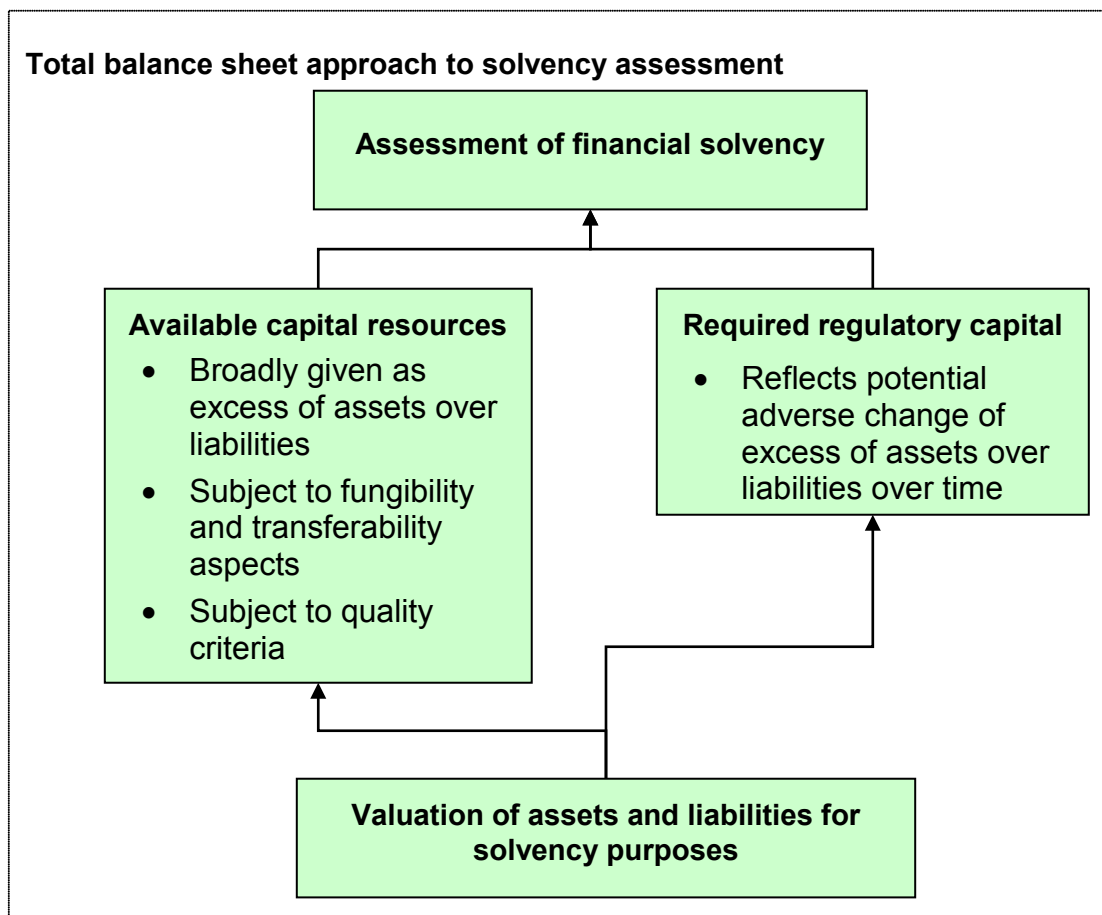 Total balance sheet approach to solvency assessment
Assessment of financial solvency
Available capital resources
• Broadly given as
excess of assets over
liabilities
• Subject to fungibility
and transferability
aspects
• Subject to quality
criteria
Required regulatory capital
• Reflects potential
adverse change of
excess of assets over
liabilities over time
Valuation of assets and liabilities for
solvency purposes